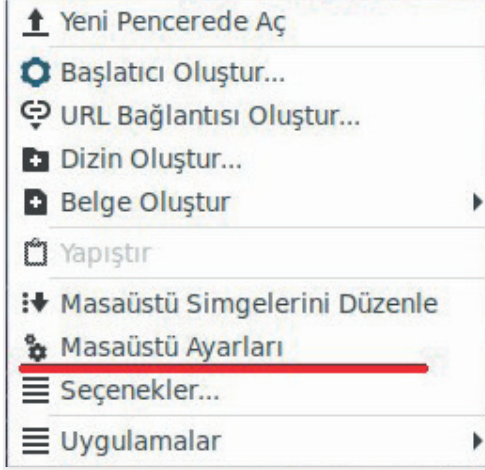 Yeni Pencerede Aç
Başlatıcı Oluştur...
URL Bağlantısı Oluştur...
Dizin Oluştur...
Belge Oluştur
Yapıştır
Masaüstü Simgelerini Düzenle
Masaüstü Ayarları
Seçenekler...
Uygulamalar